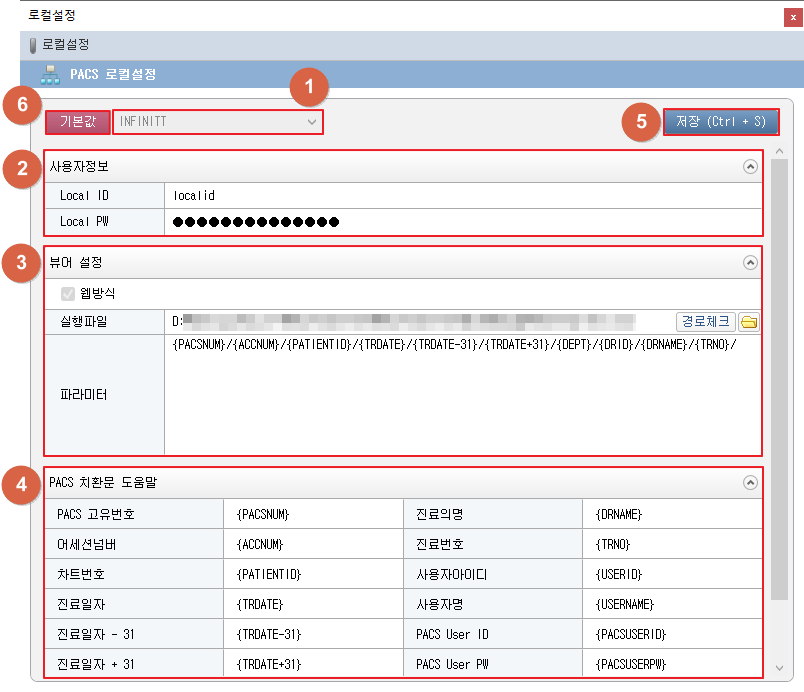 로컬설정
x
로컬설정
PACS 로컬설정
1
6
기본값 INFINITT
5
저장 (Ctrl + S)
2
사용자정보
Local ID localid
Local PW ●●●●●●●●●●●●●●
3
뷰어 설정
웹방식
실행파일 D: 경로체크
파라미터 {PACSNUM}/{ACCNUM}/{PATIENTID}/{TRDATE}/{TRDATE-31}/{TRDATE+31}/{DEPT}/{DRID}/{DRNAME}/{TRNO}/
4
PACS 치환문 도움말
PACS 고유번호 {PACSNUM} 진료의명 {DRNAME}
어세션넘버 {ACCNUM} 진료번호 {TRNO}
차트번호 {PATIENTID} 사용자아이디 {USERID}
진료일자 {TRDATE} 사용자명 {USERNAME}
진료일자 - 31 {TRDATE-31} PACS User ID {PACSUSERID}
진료일자 + 31 {TRDATE+31} PACS User PW {PACSUSERPW}